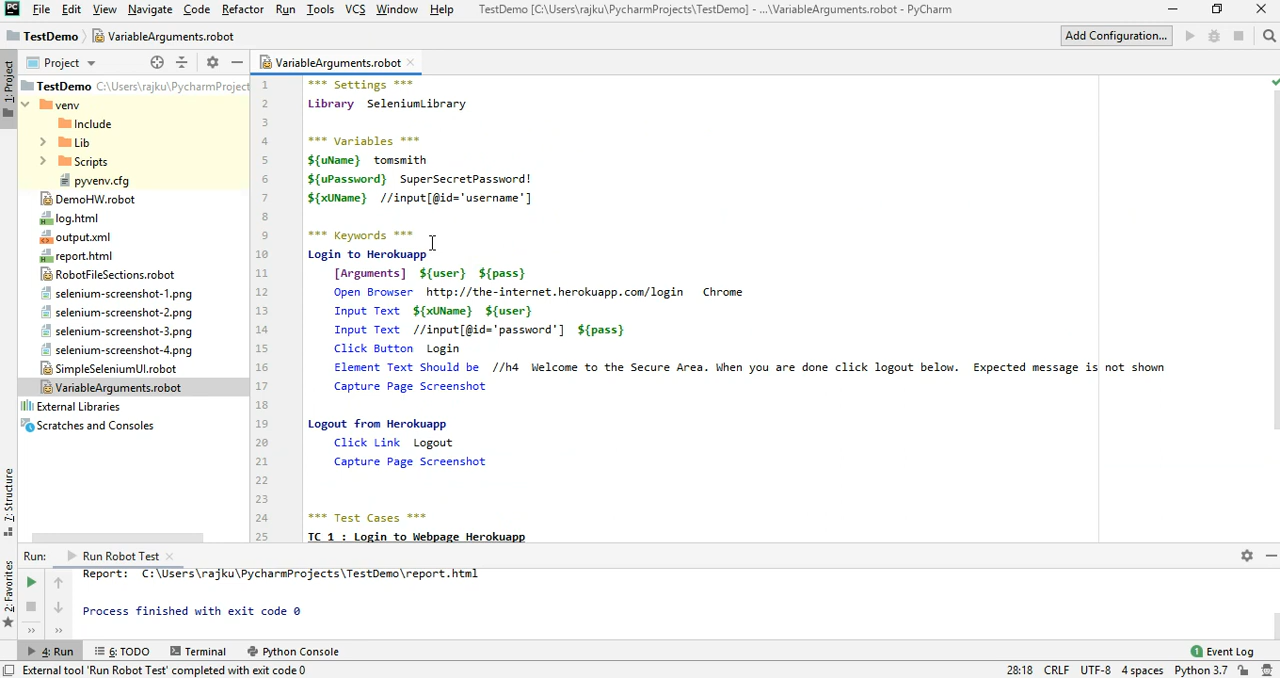 PC File Edit View Navigate Code Refactor Run Tools VCS Window Help TestDemo [C:\Users\rajku\PycharmProjects\TestDemo] - ...\VariableArguments.robot - PyCharm
TestDemo VariableArguments.robot Add Configuration...
1: Project
Project VariableArguments.robot
TestDemo C:\Users\rajku\PycharmProject
venv
Include
Lib
Scripts
pyvenv.cfg
DemoHW.robot
log.html
output.xml
report.html
RobotFileSections.robot
selenium-screenshot-1.png
selenium-screenshot-2.png
selenium-screenshot-3.png
selenium-screenshot-4.png
SimpleSeleniumUI.robot
VariableArguments.robot
External Libraries
Scratches and Consoles
1 *** Settings ***
2 Library SeleniumLibrary
3
4 *** Variables ***
5 ${uName} tomsmith
6 ${uPassword} SuperSecretPassword!
7 ${xUName} //input[@id='username']
8
9 *** Keywords ***
10 Login to Herokuapp
11 [Arguments] ${user} ${pass}
12 Open Browser http://the-internet.herokuapp.com/login Chrome
13 Input Text ${xUName} ${user}
14 Input Text //input[@id='password'] ${pass}
15 Click Button Login
16 Element Text Should be //h4 Welcome to the Secure Area. When you are done click logout below. Expected message is not shown
17 Capture Page Screenshot
18
19 Logout from Herokuapp
20 Click Link Logout
21 Capture Page Screenshot
22
23
24 *** Test Cases ***
25 TC 1 : Login to Webpage Herokuapp
7: Structure
2: Favorites
Run: Run Robot Test
Report: C:\Users\rajku\PycharmProjects\TestDemo\report.html
Process finished with exit code 0
4: Run 6: TODO Terminal Python Console 1 Event Log
External tool 'Run Robot Test' completed with exit code 0 28:18 CRLF UTF-8 4 spaces Python 3.7